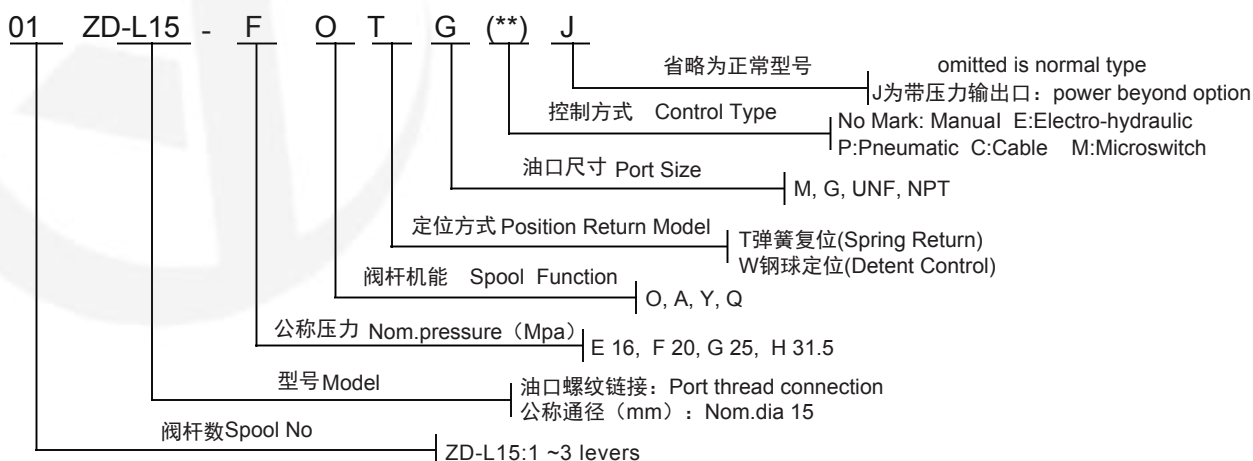 01 ZD-L15 - F O T G (**) J
省略为正常型号 omitted is normal type
J为带压力输出口：power beyond option
控制方式 Control Type No Mark: Manual E:Electro-hydraulic
P:Pneumatic C:Cable M:Microswitch
油口尺寸 Port Size M, G, UNF, NPT
定位方式 Position Return Model T弹簧复位(Spring Return)
W钢球定位(Detent Control)
阀杆机能 Spool Function O, A, Y, Q
公称压力 Nom.pressure（Mpa） E 16, F 20, G 25, H 31.5
型号Model 油口螺纹链接：Port thread connection
公称通径（mm）：Nom.dia 15
阀杆数Spool No ZD-L15:1 ~3 levers